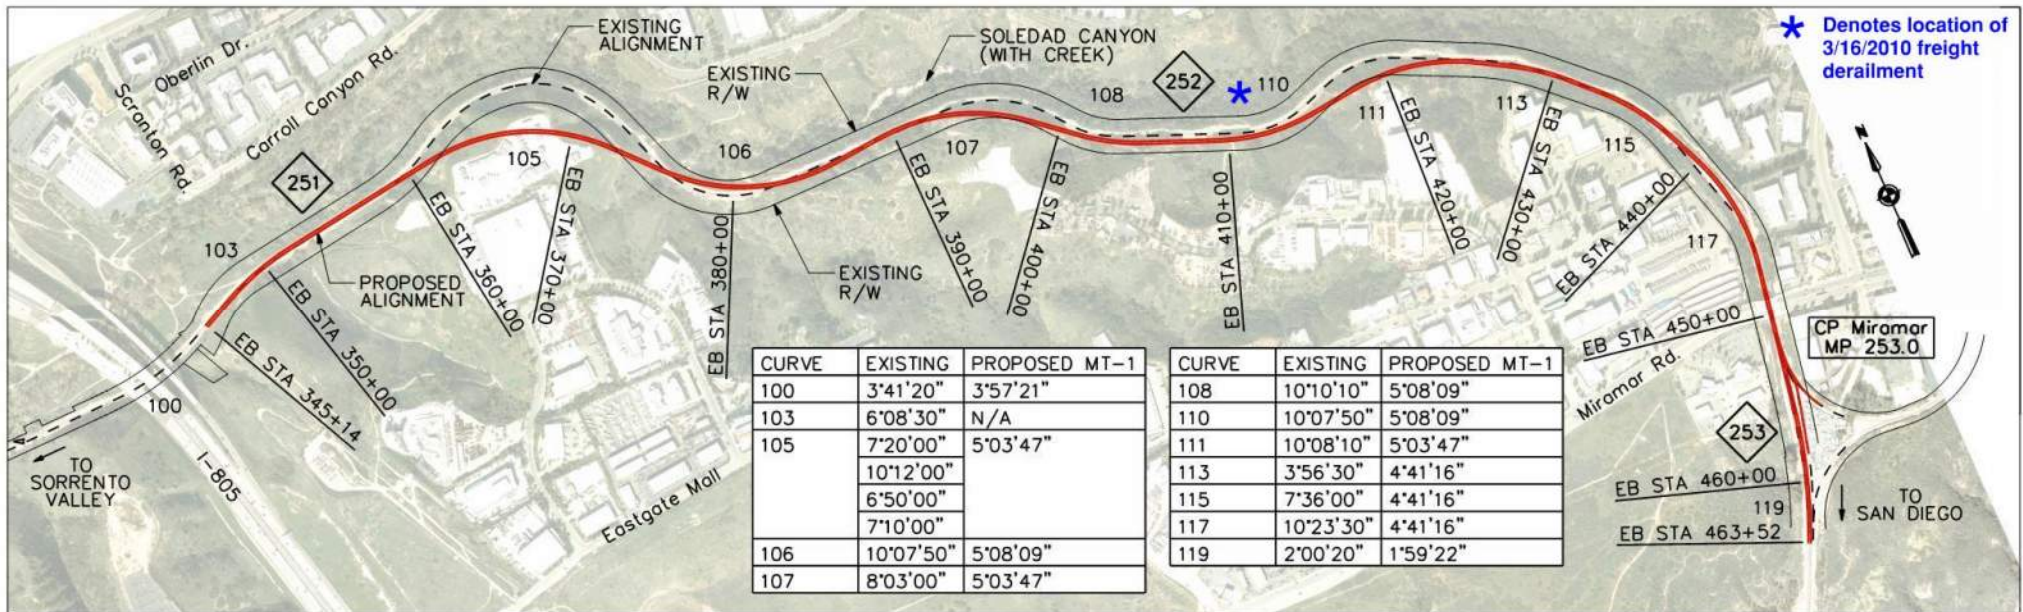 Oberlin Dr.
Scranton Rd.
Carroll Canyon Rd.
EXISTING
ALIGNMENT
EXISTING
R/W
SOLEDAD CANYON
(WITH CREEK)
* Denotes location of
3/16/2010 freight
derailment
251
252
*
103
105
106
107
108
110
111
113
115
117
N
PROPOSED
ALIGNMENT
EXISTING
R/W
EB STA 345+14
EB STA 350+00
EB STA 360+00
EB STA 370+00
EB STA 380+00
EB STA 390+00
EB STA 400+00
EB STA 410+00
EB STA 420+00
EB STA 430+00
EB STA 440+00
EB STA 450+00
CP Miramar
MP 253.0
Miramar Rd.
253
EB STA 460+00
119
EB STA 463+52
TO
SAN DIEGO
100
TO
SORRENTO
VALLEY
I-805
Eastgate Mall
CURVE EXISTING PROPOSED MT-1
100 3°41'20" 3°57'21"
103 6°08'30" N/A
105 7°20'00" 5°03'47"
10°12'00"
6°50'00"
7°10'00"
106 10°07'50" 5°08'09"
107 8°03'00" 5°03'47"
CURVE EXISTING PROPOSED MT-1
108 10°10'10" 5°08'09"
110 10°07'50" 5°08'09"
111 10°08'10" 5°03'47"
113 3°56'30" 4°41'16"
115 7°36'00" 4°41'16"
117 10°23'30" 4°41'16"
119 2°00'20" 1°59'22"